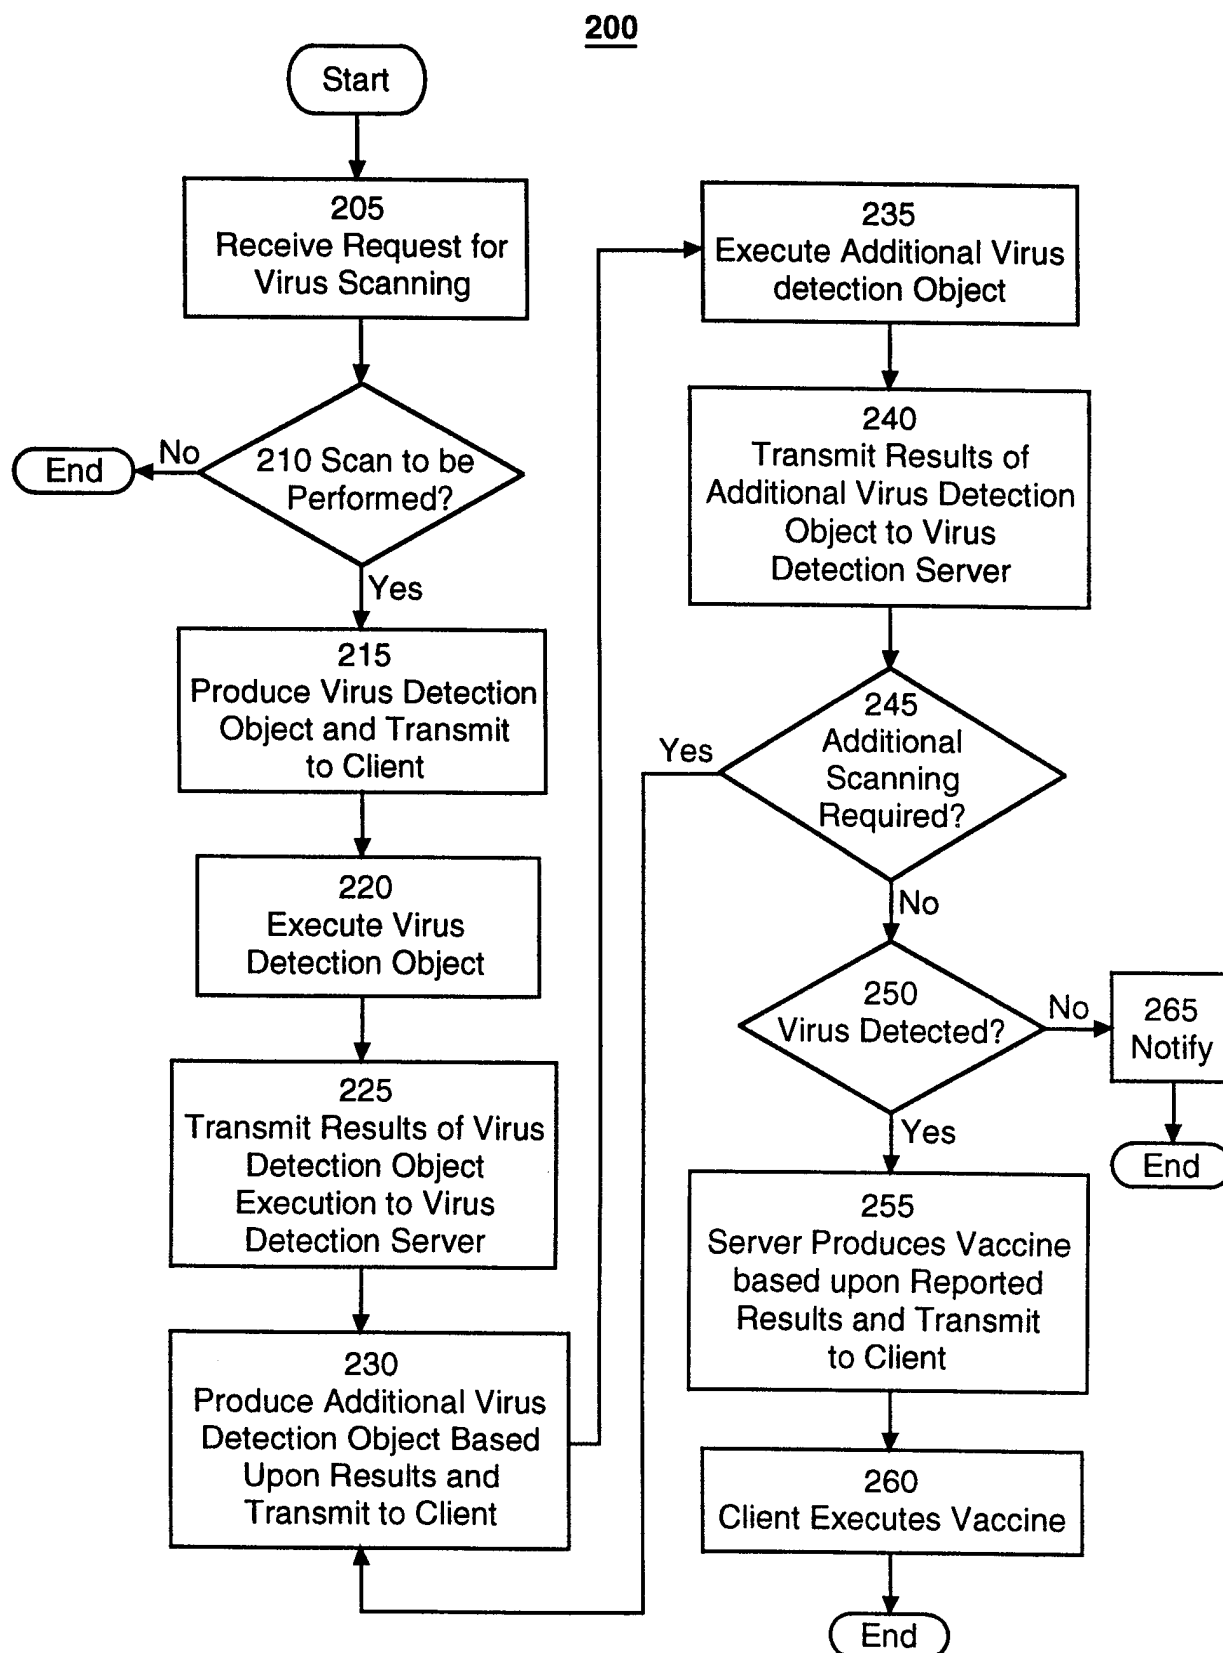 200
Start
205
Receive Request for
Virus Scanning
210 Scan to be
Performed?
No
End
Yes
215
Produce Virus Detection
Object and Transmit
to Client
220
Execute Virus
Detection Object
225
Transmit Results of Virus
Detection Object
Execution to Virus
Detection Server
230
Produce Additional Virus
Detection Object Based
Upon Results and
Transmit to Client
235
Execute Additional Virus
detection Object
240
Transmit Results of
Additional Virus Detection
Object to Virus
Detection Server
245
Additional
Scanning
Required?
Yes
No
250
Virus Detected?
No
265
Notify
End
Yes
255
Server Produces Vaccine
based upon Reported
Results and Transmit
to Client
260
Client Executes Vaccine
End